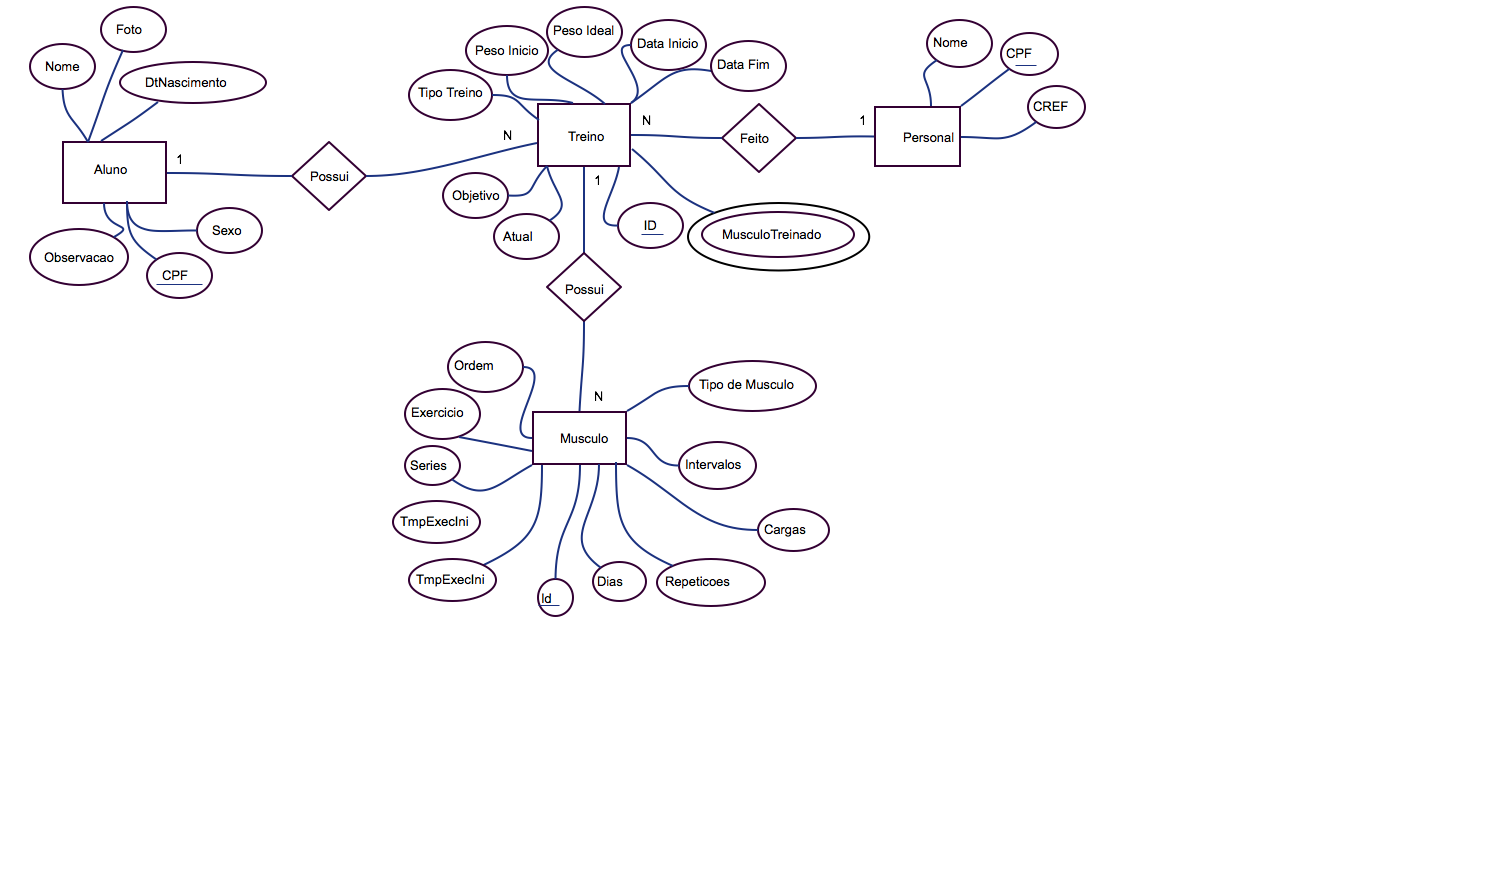 Foto
Nome
DtNascimento
Aluno
1
Observacao
CPF
Sexo
Possui
N
Tipo Treino
Peso Inicio
Peso Ideal
Data Inicio
Data Fim
Treino
N
Objetivo
Atual
1
ID
MusculoTreinado
Feito
1
Nome
CPF
CREF
Personal
Possui
N
Ordem
Exercicio
Series
TmpExecIni
TmpExecIni
Musculo
Id
Dias
Repeticoes
Cargas
Intervalos
Tipo de Musculo